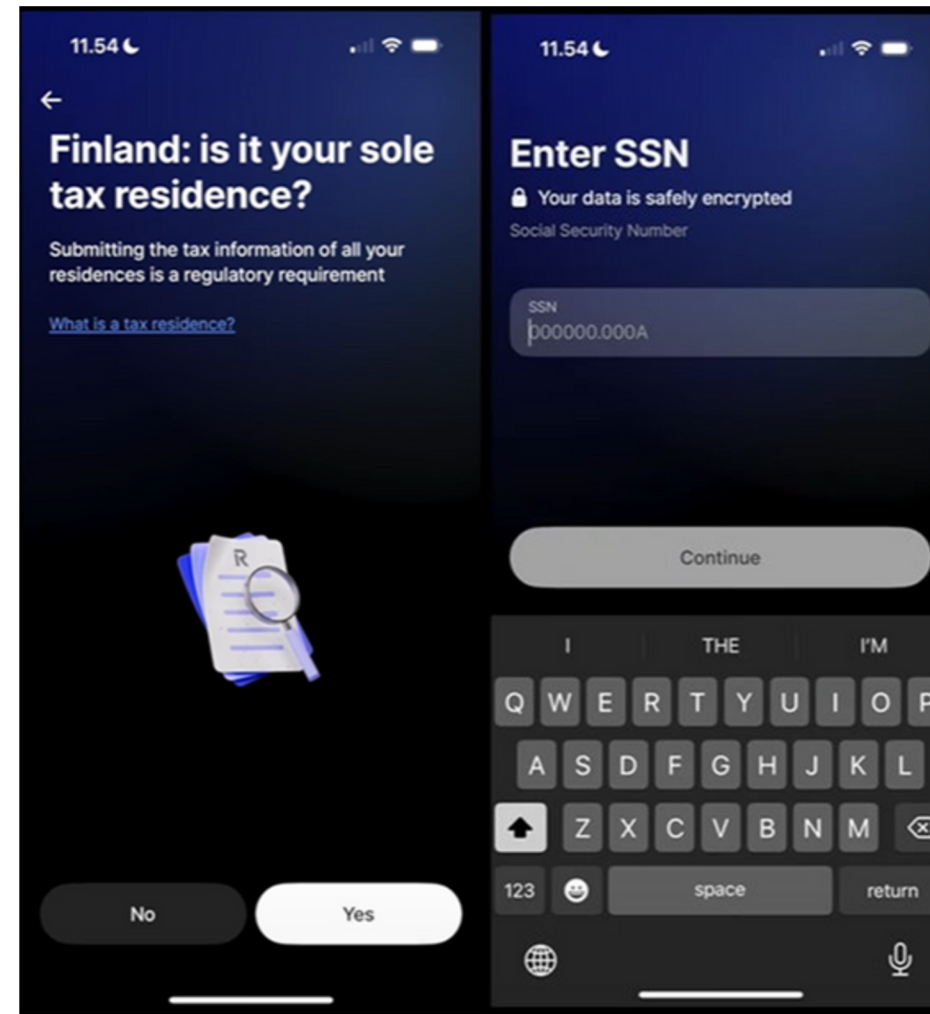 11.54
Finland: is it your sole
tax residence?
Submitting the tax information of all your
residences is a regulatory requirement
What is a tax residence?
R
No
Yes
11.54
Enter SSN
Your data is safely encrypted
Social Security Number
SSN
000000.000A
Continue
I THE I'M
Q W E R T Y U I O P
A S D F G H J K L
Z X C V B N M
123 space return